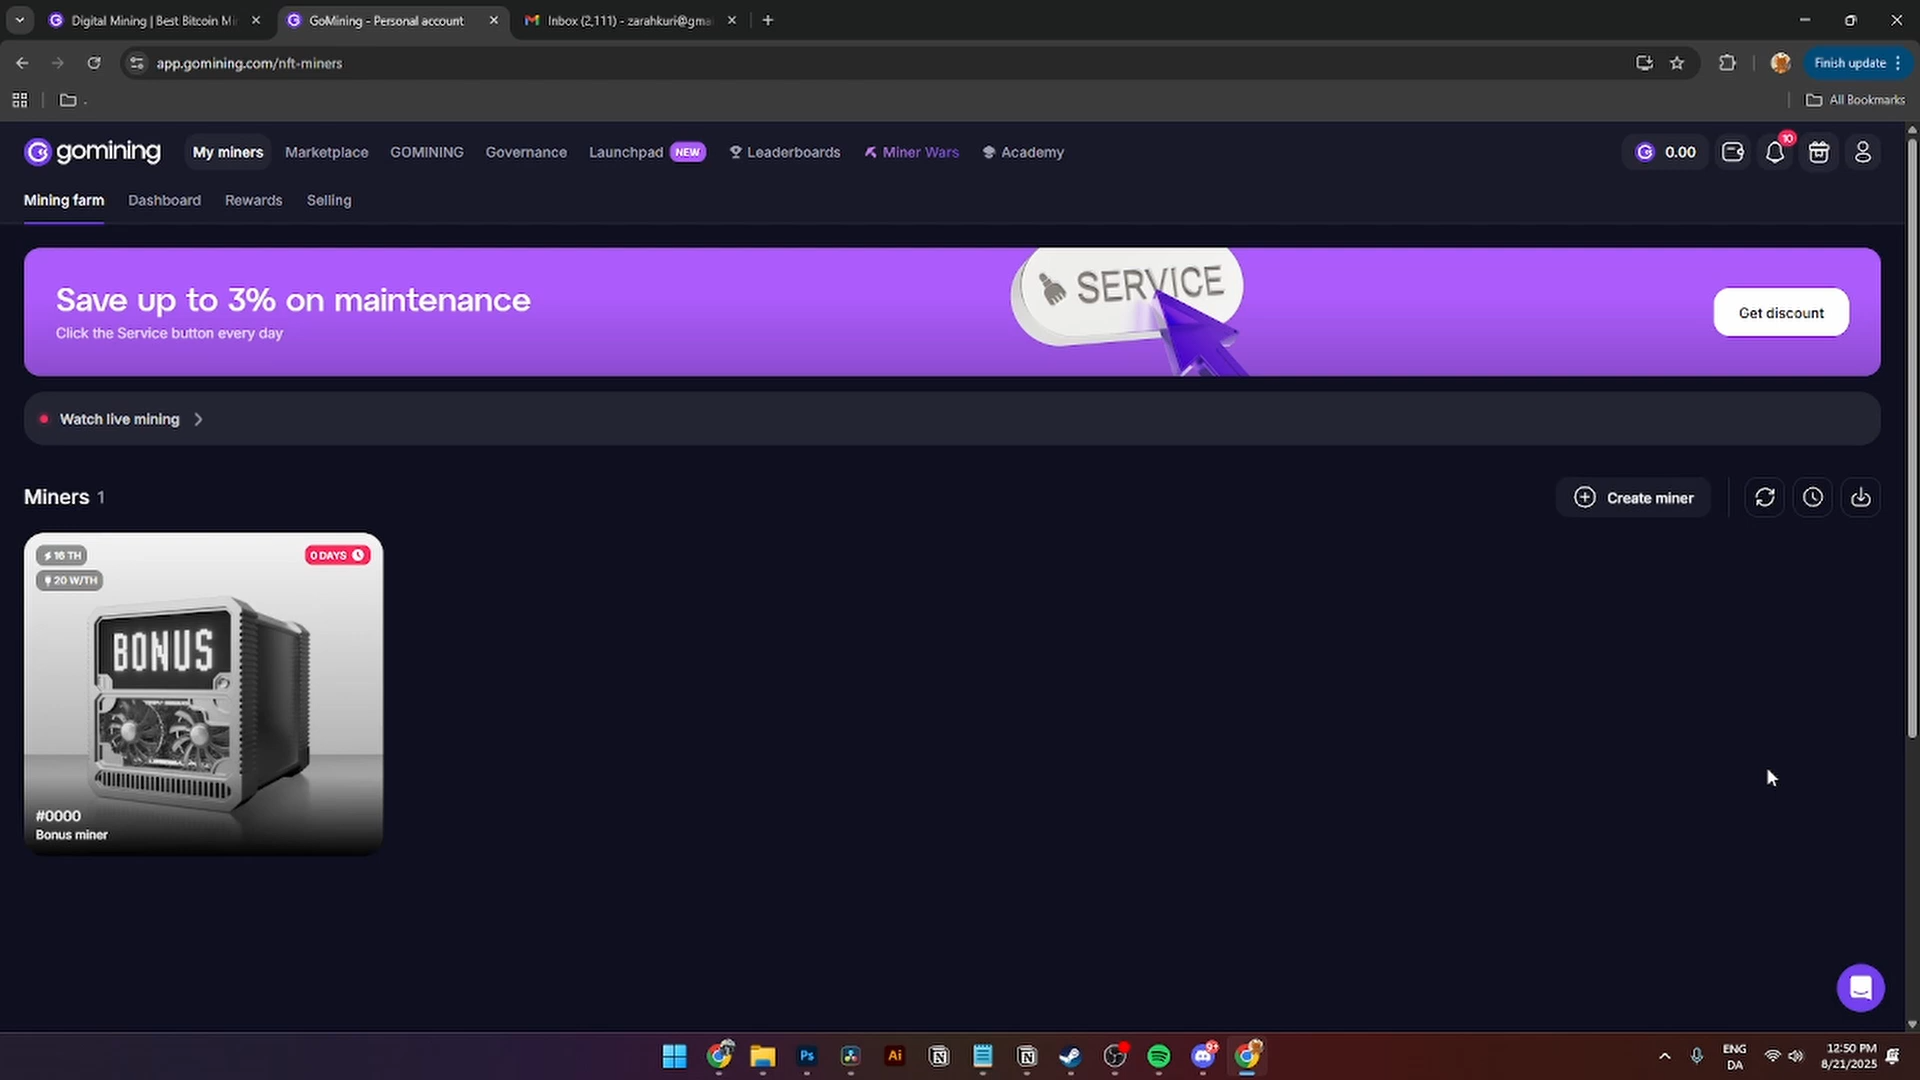 Digital Mining | Best Bitcoin Mi
GoMining - Personal account
Inbox (2,111) - zarahkuri@gma
app.gomining.com/nft-miners
Finish update
.
All Bookmarks
gomining
My miners
Marketplace
GOMINING
Governance
Launchpad NEW
Leaderboards
Miner Wars
Academy
0.00
10
Mining farm
Dashboard
Rewards
Selling
Save up to 3% on maintenance
Click the Service button every day
SERVICE
Get discount
Watch live mining
Miners 1
Create miner
16 TH
0 DAYS
20 W/TH
BONUS
#0000
Bonus miner
Ps
Ai
9+
ENG
DA
12:50 PM
8/21/2025